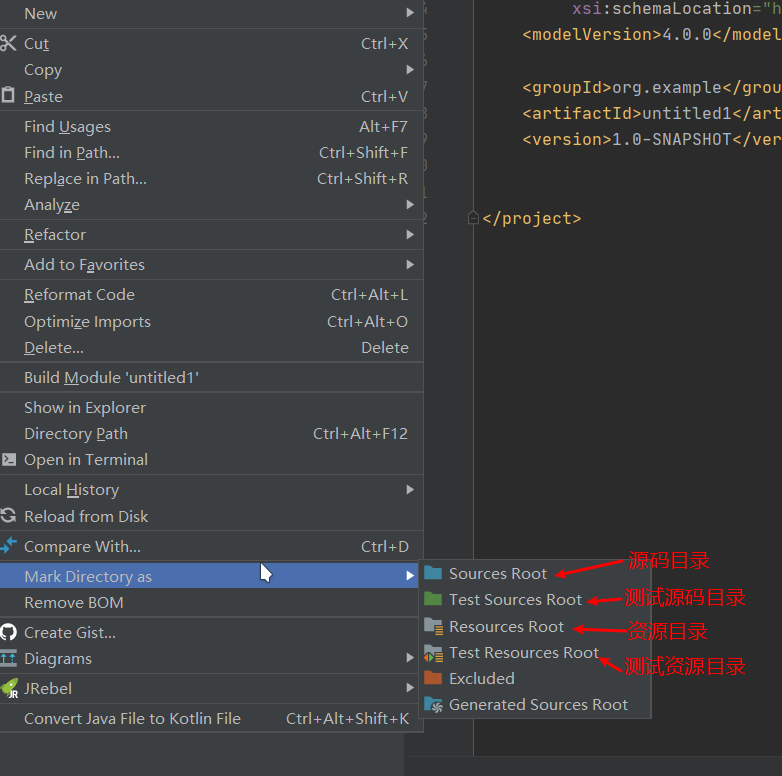 New
Cut Ctrl+X
Copy
Paste Ctrl+V
Find Usages Alt+F7
Find in Path... Ctrl+Shift+F
Replace in Path... Ctrl+Shift+R
Analyze
Refactor
Add to Favorites
Reformat Code Ctrl+Alt+L
Optimize Imports Ctrl+Alt+O
Delete... Delete
Build Module 'untitled1'
Show in Explorer
Directory Path Ctrl+Alt+F12
Open in Terminal
Local History
Reload from Disk
Compare With... Ctrl+D
Mark Directory as
Remove BOM
Create Gist...
Diagrams
JRebel
Convert Java File to Kotlin File Ctrl+Alt+Shift+K
xsi:schemaLocation="h
<modelVersion>4.0.0</model
<groupId>org.example</grou
<artifactId>untitled1</art
<version>1.0-SNAPSHOT</ver
</project>
Sources Root 源码目录
Test Sources Root 测试源码目录
Resources Root 资源目录
Test Resources Root 测试资源目录
Excluded
Generated Sources Root